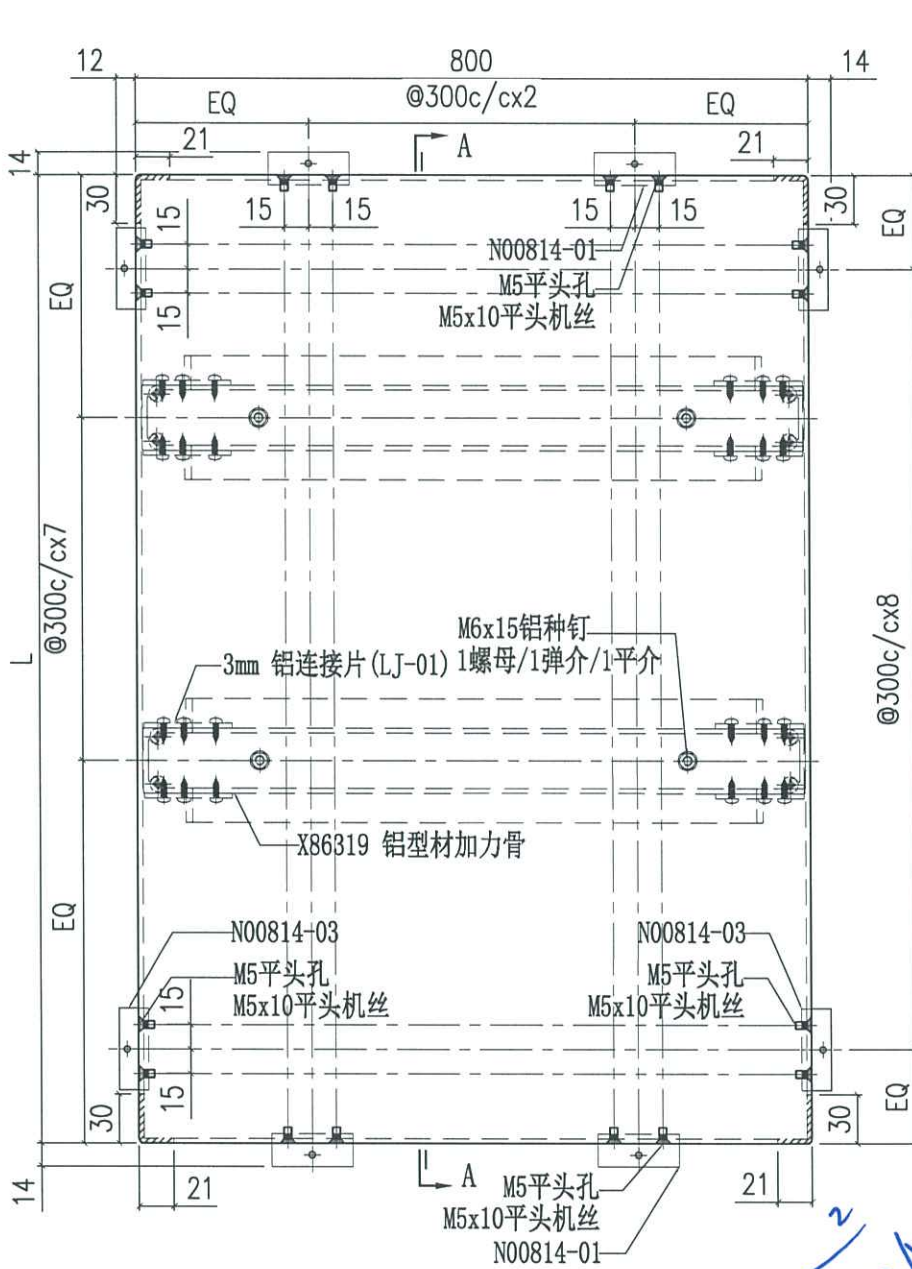 12
800
14
EQ
@300c/cx2
EQ
21
A
21
14
30
15
15
15
15
15
30
EQ
N00814-01
M5平头孔
M5x10平头机丝
EQ
15
@300c/cx7
L
@300c/cx8
M6x15铝种钉
1螺母/1弹介/1平介
3mm 铝连接片(LJ-01)
X86319 铝型材加力骨
EQ
N00814-03
M5平头孔
M5x10平头机丝
15
N00814-03
M5平头孔
M5x10平头机丝
15
30
30
EQ
14
21
A
21
M5平头孔
M5x10平头机丝
N00814-01
2